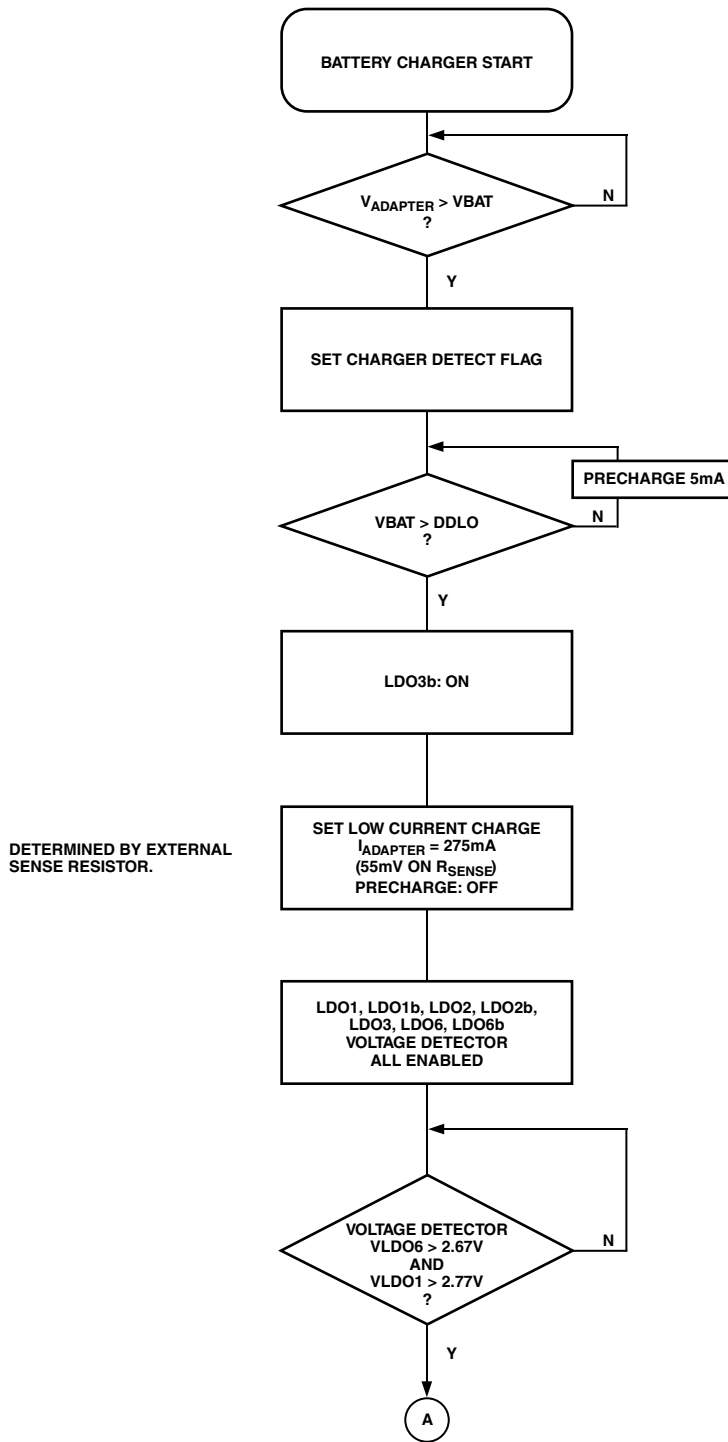 BATTERY CHARGER START
VADAPTER > VBAT
?
N
Y
SET CHARGER DETECT FLAG
PRECHARGE 5mA
VBAT > DDLO
?
N
Y
LDO3b: ON
DETERMINED BY EXTERNAL
SENSE RESISTOR.
SET LOW CURRENT CHARGE
IADAPTER = 275mA
(55mV ON RSENSE)
PRECHARGE: OFF
LDO1, LDO1b, LDO2, LDO2b,
LDO3, LDO6, LDO6b
VOLTAGE DETECTOR
ALL ENABLED
VOLTAGE DETECTOR
VLDO6 > 2.67V
AND
VLDO1 > 2.77V
?
N
Y
A